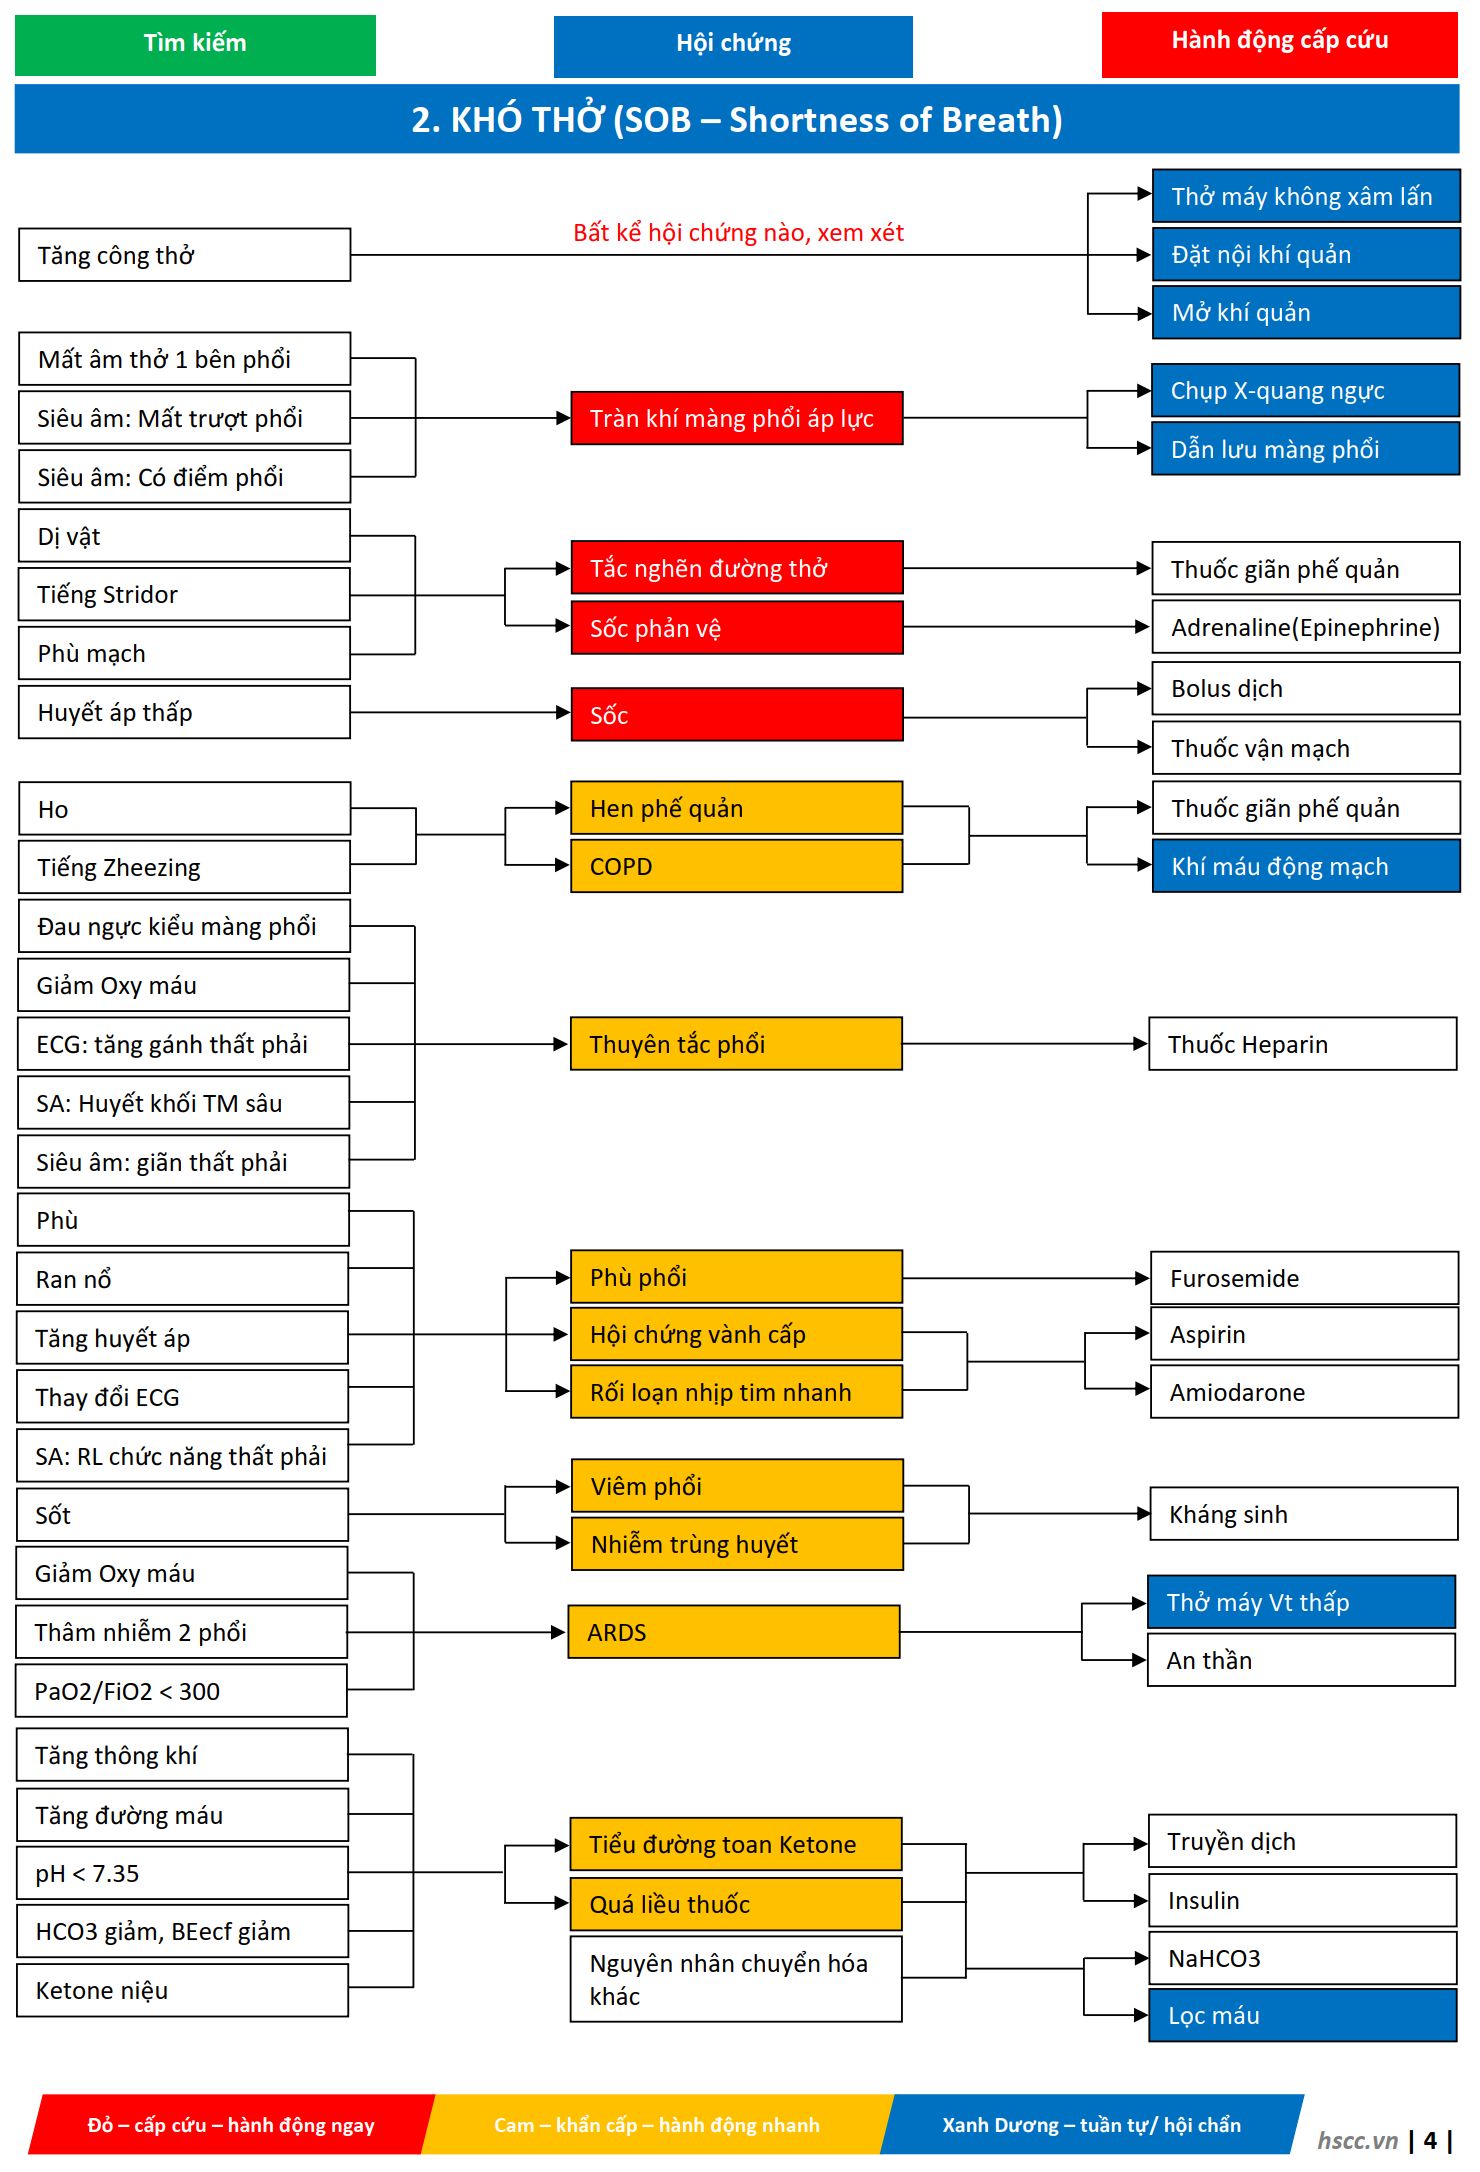 Tìm kiếm
Hội chứng
Hành động cấp cứu
2. KHÓ THỞ (SOB – Shortness of Breath)
Tăng công thở
Bất kể hội chứng nào, xem xét
Thở máy không xâm lấn
Đặt nội khí quản
Mở khí quản
Mất âm thở 1 bên phổi
Siêu âm: Mất trượt phổi
Siêu âm: Có điểm phổi
Tràn khí màng phổi áp lực
Chụp X-quang ngực
Dẫn lưu màng phổi
Dị vật
Tiếng Stridor
Phù mạch
Tắc nghẽn đường thở
Sốc phản vệ
Thuốc giãn phế quản
Adrenaline(Epinephrine)
Huyết áp thấp
Sốc
Bolus dịch
Thuốc vận mạch
Ho
Tiếng Zheezing
Hen phế quản
COPD
Thuốc giãn phế quản
Khí máu động mạch
Đau ngực kiểu màng phổi
Giảm Oxy máu
ECG: tăng gánh thất phải
SA: Huyết khối TM sâu
Siêu âm: giãn thất phải
Thuyên tắc phổi
Thuốc Heparin
Phù
Ran nổ
Tăng huyết áp
Thay đổi ECG
SA: RL chức năng thất phải
Phù phổi
Hội chứng vành cấp
Rối loạn nhịp tim nhanh
Furosemide
Aspirin
Amiodarone
Sốt
Viêm phổi
Nhiễm trùng huyết
Kháng sinh
Giảm Oxy máu
Thâm nhiễm 2 phổi
PaO2/FiO2 < 300
ARDS
Thở máy Vt thấp
An thần
Tăng thông khí
Tăng đường máu
pH < 7.35
HCO3 giảm, BEecf giảm
Ketone niệu
Tiểu đường toan Ketone
Quá liều thuốc
Nguyên nhân chuyển hóa
khác
Truyền dịch
Insulin
NaHCO3
Lọc máu
Đỏ – cấp cứu – hành động ngay
Cam – khẩn cấp – hành động nhanh
Xanh Dương – tuần tự/ hội chẩn
hscc.vn | 4 |